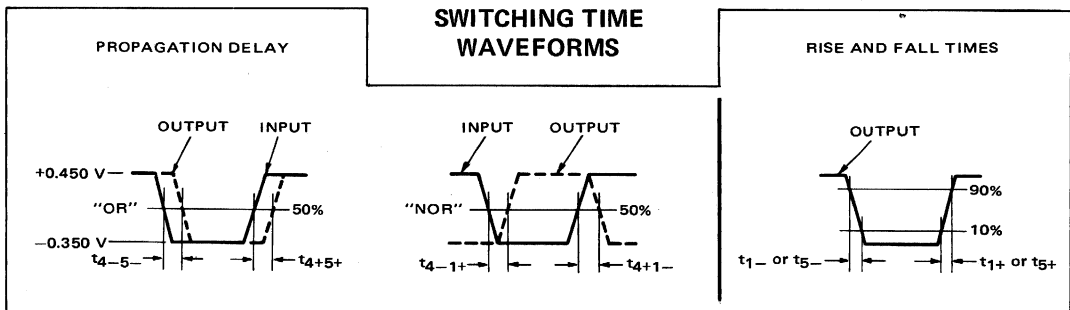 SWITCHING TIME
WAVEFORMS
PROPAGATION DELAY
RISE AND FALL TIMES
OUTPUT
INPUT
+0.450 V
"OR"
50%
−0.350 V
t4−5−
t4+5+
INPUT
OUTPUT
"NOR"
50%
t4−1+
t4+1−
OUTPUT
90%
10%
t1− or t5−
t1+ or t5+